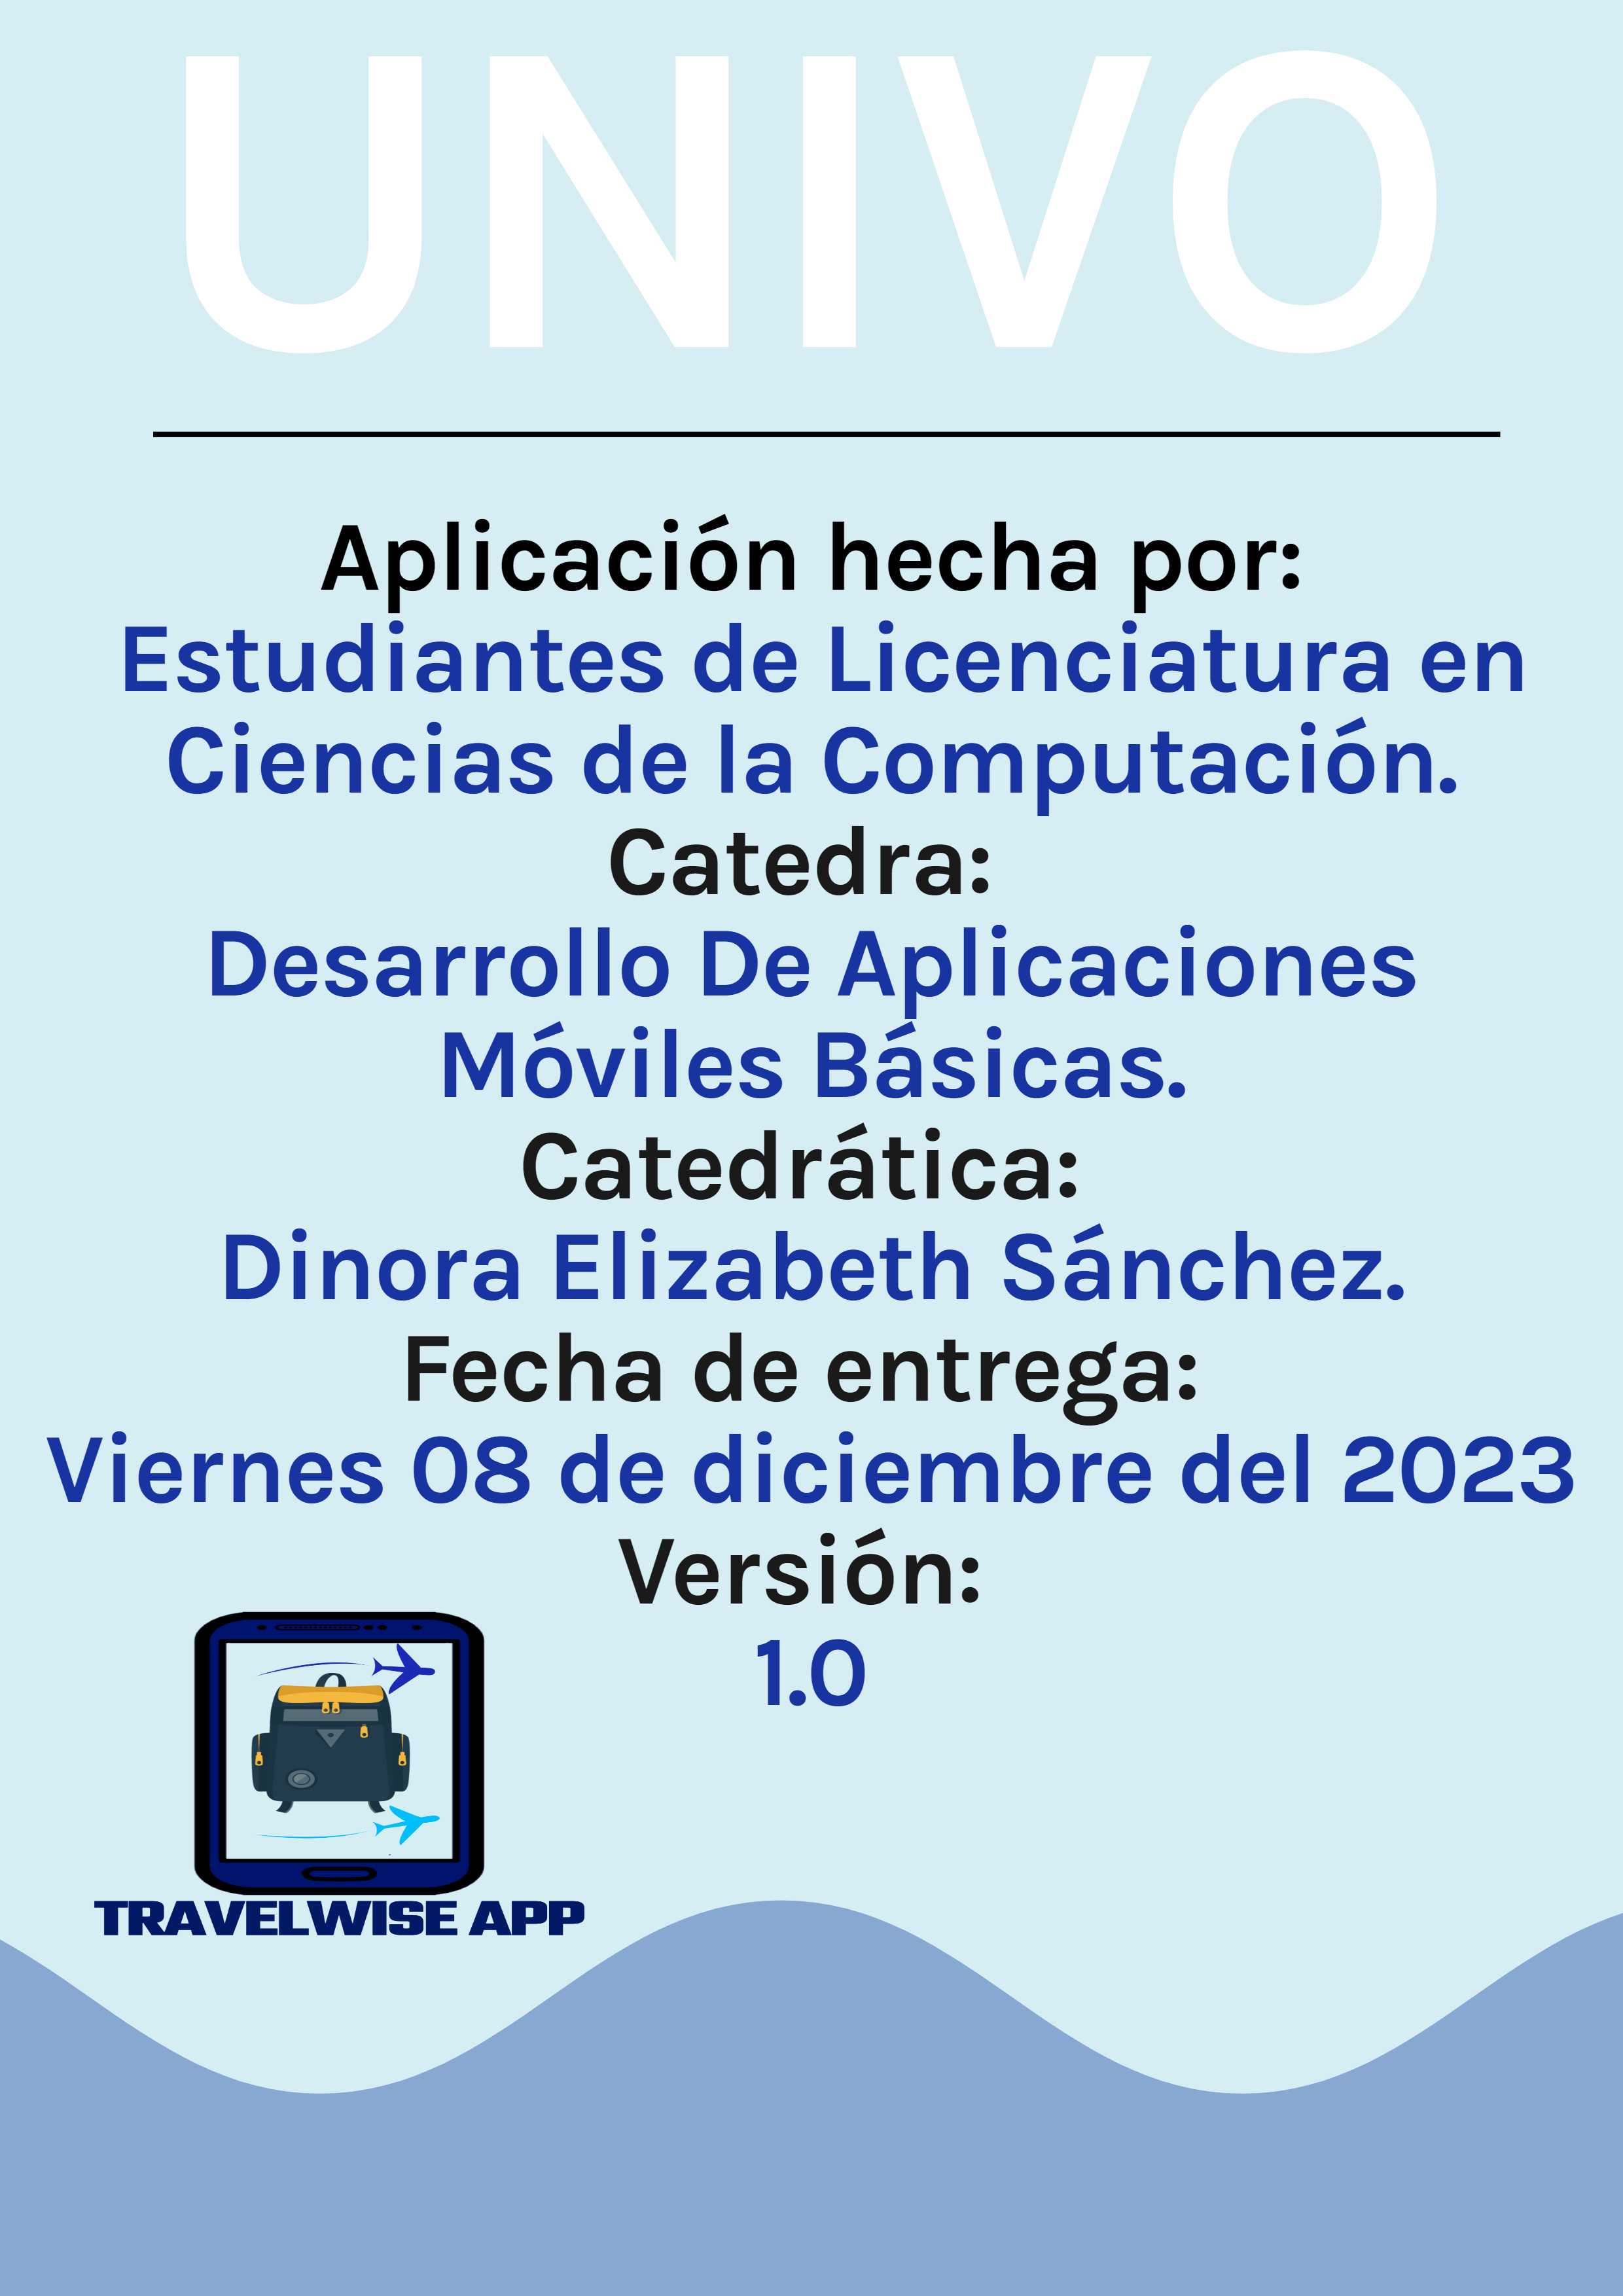 UNIVO
Aplicación hecha por:
Estudiantes de Licenciatura en
Ciencias de la Computación.
Catedra:
Desarrollo De Aplicaciones
Móviles Básicas.
Catedrática:
Dinora Elizabeth Sánchez.
Fecha de entrega:
Viernes 08 de diciembre del 2023
Versión:
1.0
TRAVELWISE APP